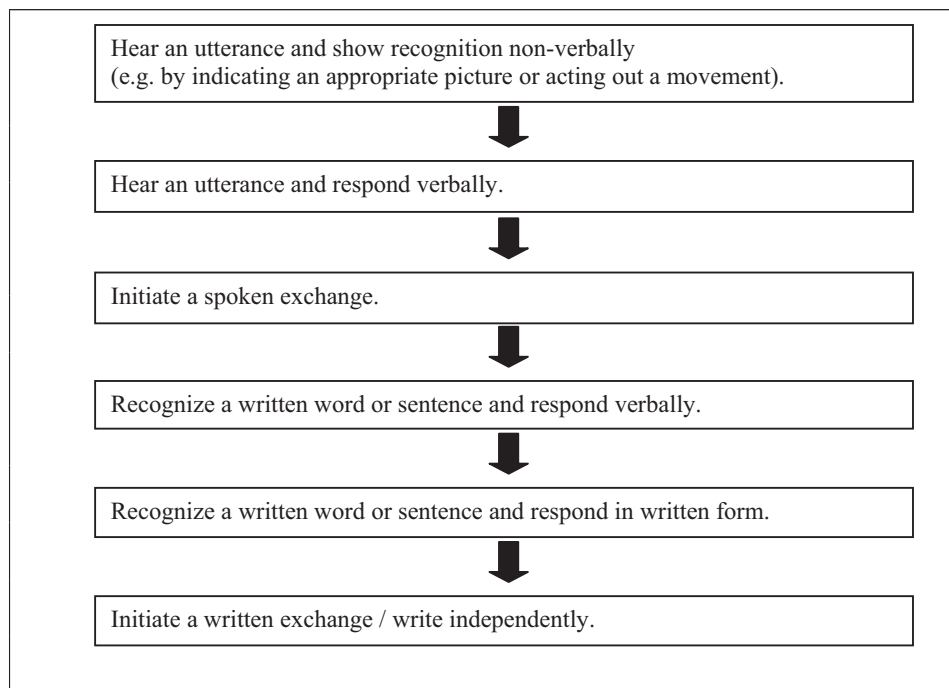 Hear an utterance and show recognition non-verbally
(e.g. by indicating an appropriate picture or acting out a movement).
Hear an utterance and respond verbally.
Initiate a spoken exchange.
Recognize a written word or sentence and respond verbally.
Recognize a written word or sentence and respond in written form.
Initiate a written exchange / write independently.